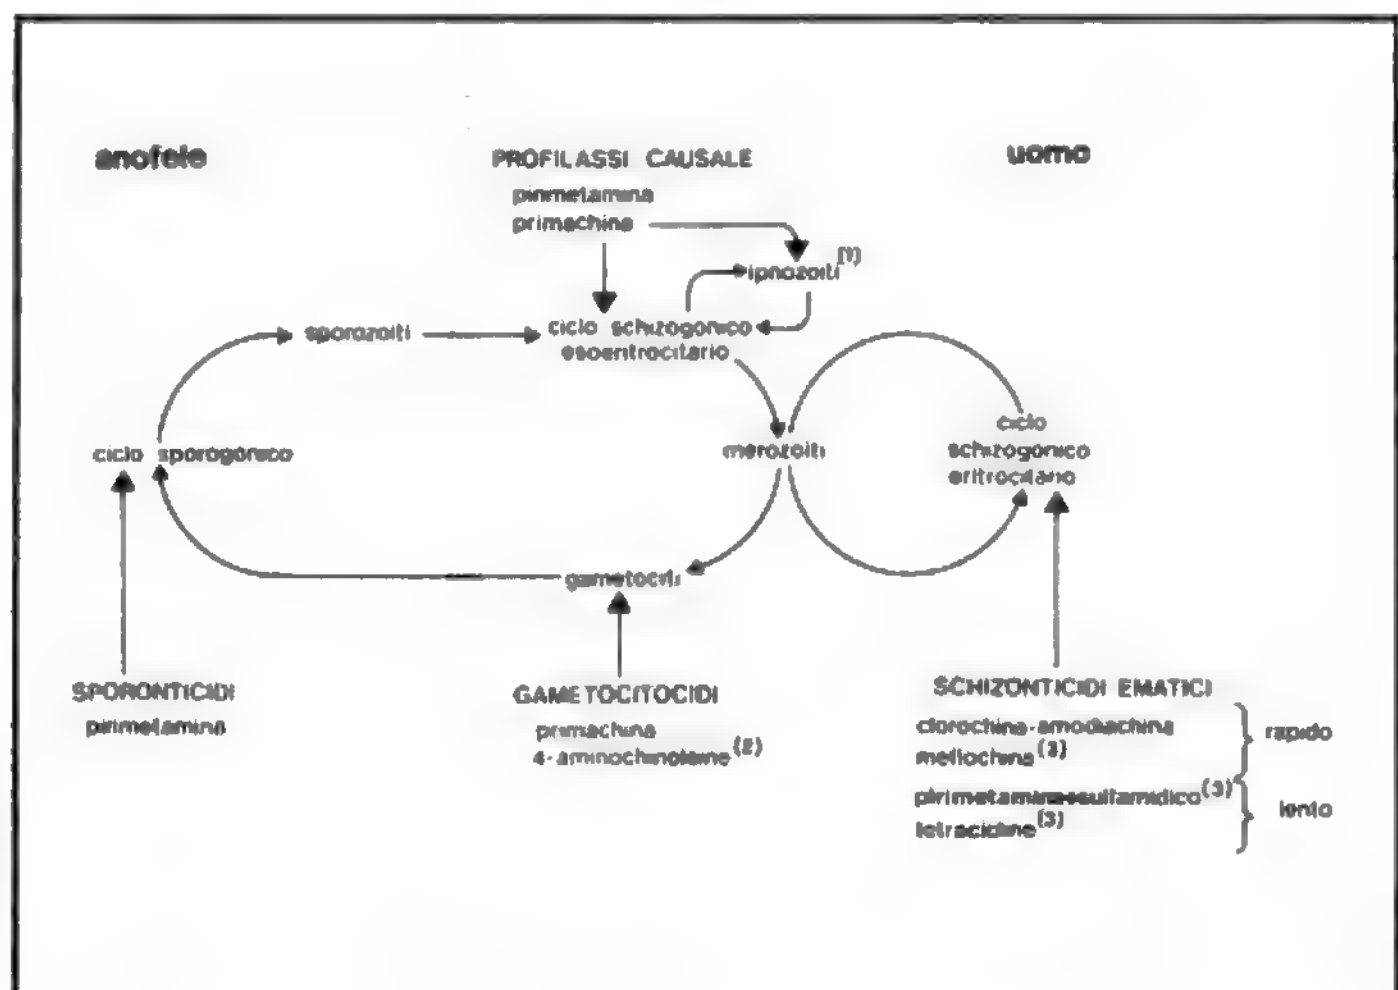 anofele
PROFILASSI CAUSALE
uomo
pirimetamina
primachina
ipnozoiti (1)
sporozoiti
ciclo schizogonico
esoeritrocitario
ciclo sporogonico
merozoiti
ciclo
schizogonico
eritrocitario
gametociti
SPORONTICIDI
pirimetamina
GAMETOCITOCIDI
primachina
4-aminochinoleine (2)
SCHIZONTICIDI EMATICI
clorochina-amodiachina
meflochina (3)
rapido
pirimetamina+sulfamidico (3)
tetracicline (3)
lento